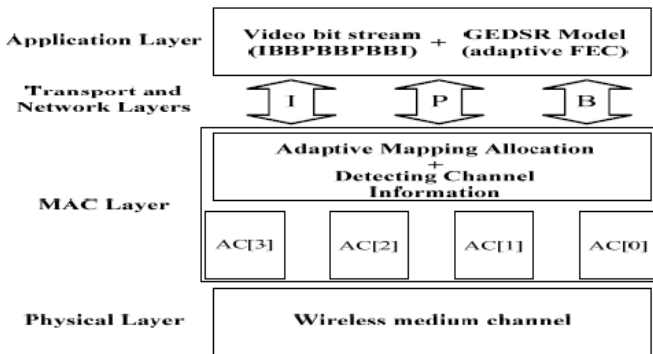 Application Layer
Video bit stream
(IBBPBBPBBI)
+
GEDSR Model
(adaptive FEC)
Transport and
Network Layers
I
P
B
MAC Layer
Adaptive Mapping Allocation
+
Detecting Channel
Information
AC[3]
AC[2]
AC[1]
AC[0]
Physical Layer
Wireless medium channel